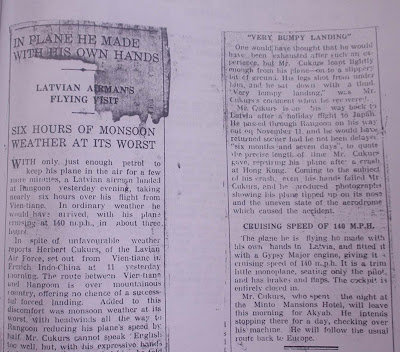 IN PLANE HE MADE
WITH HIS OWN HANDS
LATVIAN AIRMAN'S
FLYING VISIT
SIX HOURS OF MONSOON
WEATHER AT ITS WORST
WITH only just enough petrol to
keep his plane in the air for a few
more minutes, a Latvian airman landed
at Rangoon yesterday evening, taking
nearly six hours over his flight from
Vien-tiane. In ordinary weather he
would have arrived, with his plane
cruising at 140 m.p.h., in about three
hours.
In spite of unfavourable weather
reports Herbert Cukurs, of the Latvian
Air Force, set out from Vien-tiane in
French Indo-China at 11 yesterday
morning. The route between Vien-tiane
and Rangoon is over mountainous
country, offering no chance of a success-
ful forced landing. Added to this
discomfort was monsoon weather at its
worst, with headwinds all the way to
Rangoon reducing his plane's speed by
half. Mr. Cukurs cannot speak English
too well, but, with his expressive hands
"VERY BUMPY LANDING"
One would have thought that he would
have been exhausted after such an ex-
perience, but Mr. Cukurs leapt lightly
enough from his plane—on to a slippery
bit of ground. His legs shot from under
him, and he sat down with a thud.
"Very bumpy landing," was Mr.
Cukurs's comment when he recovered.
Mr. Cukurs is on his way back to
Latvia after a holiday flight to Japan.
He passed through Rangoon on his way
out on November 11, and he would have
returned sooner had he not been delayed
"six months and seven days", to quote
the precise length of time Mr. Cukurs
gave, repairing his plane after a crash
at Hong Kong. Coming to the subject
of his crash, even his hands failed Mr.
Cukurs, and he produced photographs
showing his plane tipped up on its nose
and the uneven state of the aerodrome
which caused the accident.
CRUISING SPEED OF 140 M.P.H.
The plane he is flying he made with
his own hands in Latvia, and fitted it
with a Gypsy Major engine, giving it a
cruising speed of 140 m.p.h. It is a trim
little monoplane, seating only the pilot,
and has brakes and flaps. The cockpit is
entirely closed in.
Mr. Cukurs, who spent the night at
the Minto Mansions Hotel, will leave
this morning for Akyab. He intends
stopping there for a day, checking over
his machine. He will follow the usual
route back to Europe.